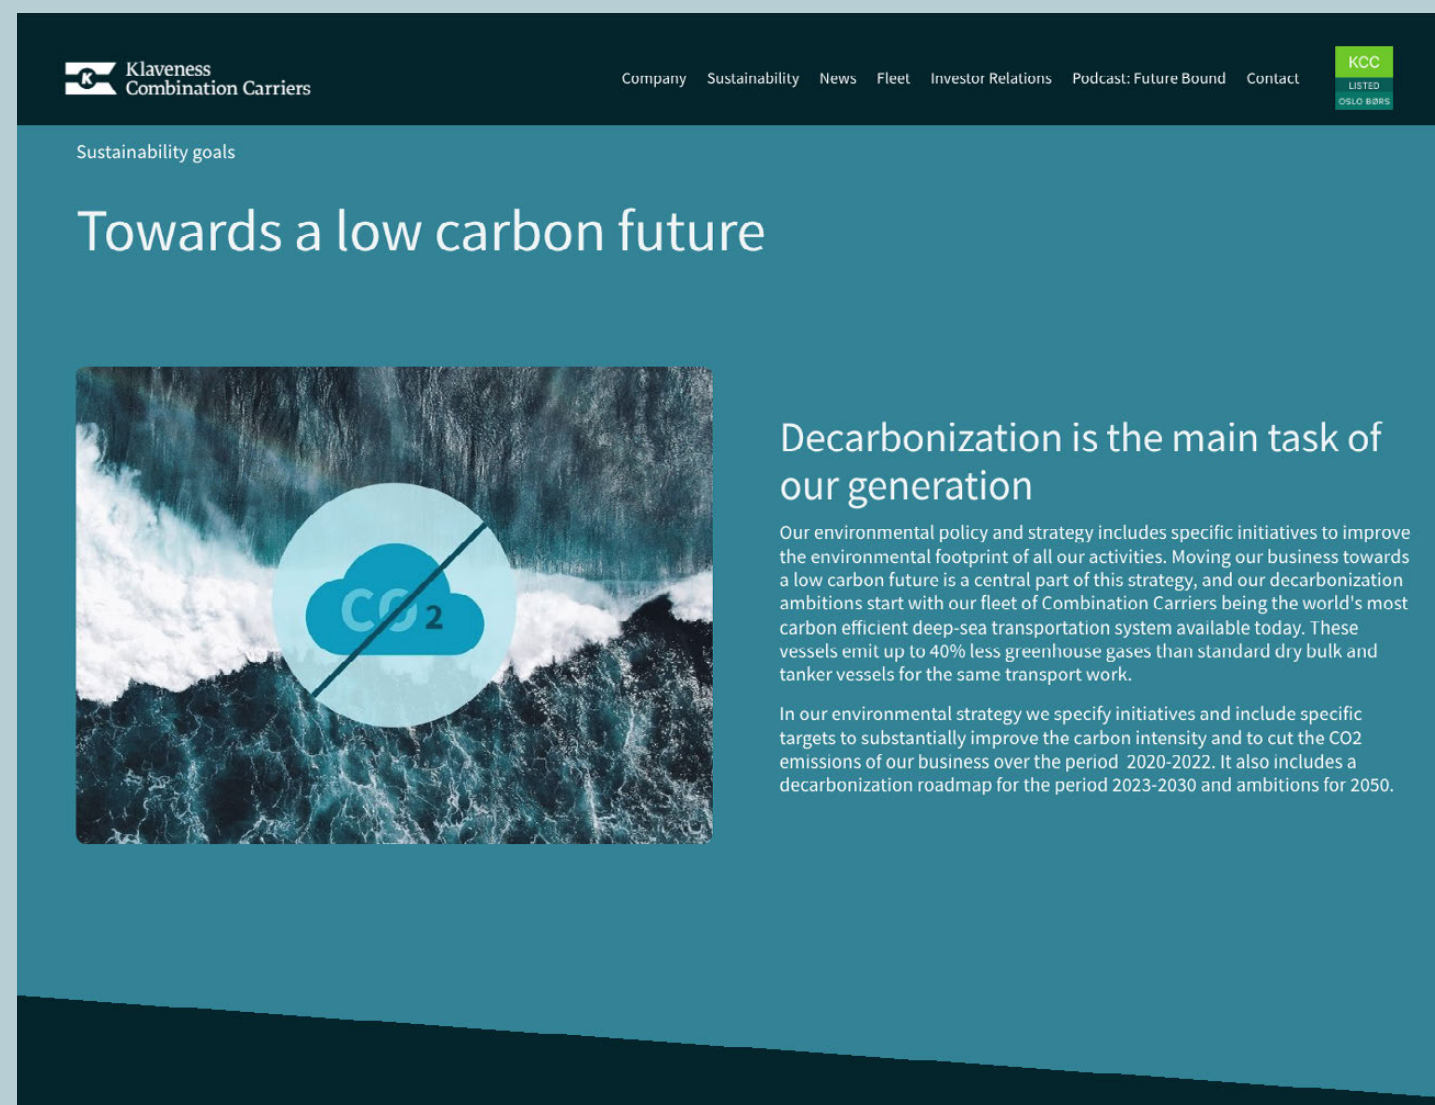 Klaveness
Combination Carriers
Company Sustainability News Fleet Investor Relations Podcast: Future Bound Contact
KCC
LISTED
OSLO BØRS
Sustainability goals
Towards a low carbon future
CO2
Decarbonization is the main task of
our generation
Our environmental policy and strategy includes specific initiatives to improve
the environmental footprint of all our activities. Moving our business towards
a low carbon future is a central part of this strategy, and our decarbonization
ambitions start with our fleet of Combination Carriers being the world's most
carbon efficient deep-sea transportation system available today. These
vessels emit up to 40% less greenhouse gases than standard dry bulk and
tanker vessels for the same transport work.
In our environmental strategy we specify initiatives and include specific
targets to substantially improve the carbon intensity and to cut the CO2
emissions of our business over the period 2020-2022. It also includes a
decarbonization roadmap for the period 2023-2030 and ambitions for 2050.